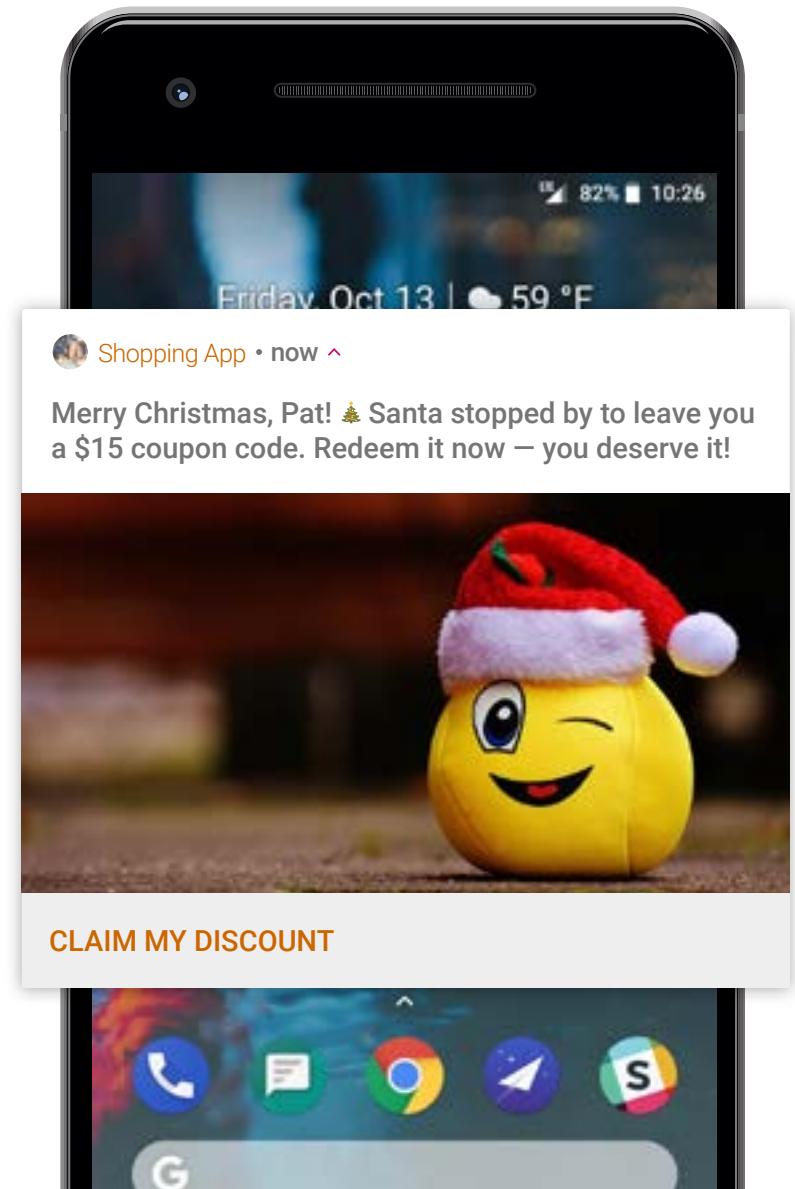 82% 10:26
Friday, Oct 13 | 59 °F
Shopping App • now
Merry Christmas, Pat! 🎄 Santa stopped by to leave you
a $15 coupon code. Redeem it now — you deserve it!
CLAIM MY DISCOUNT
S
G